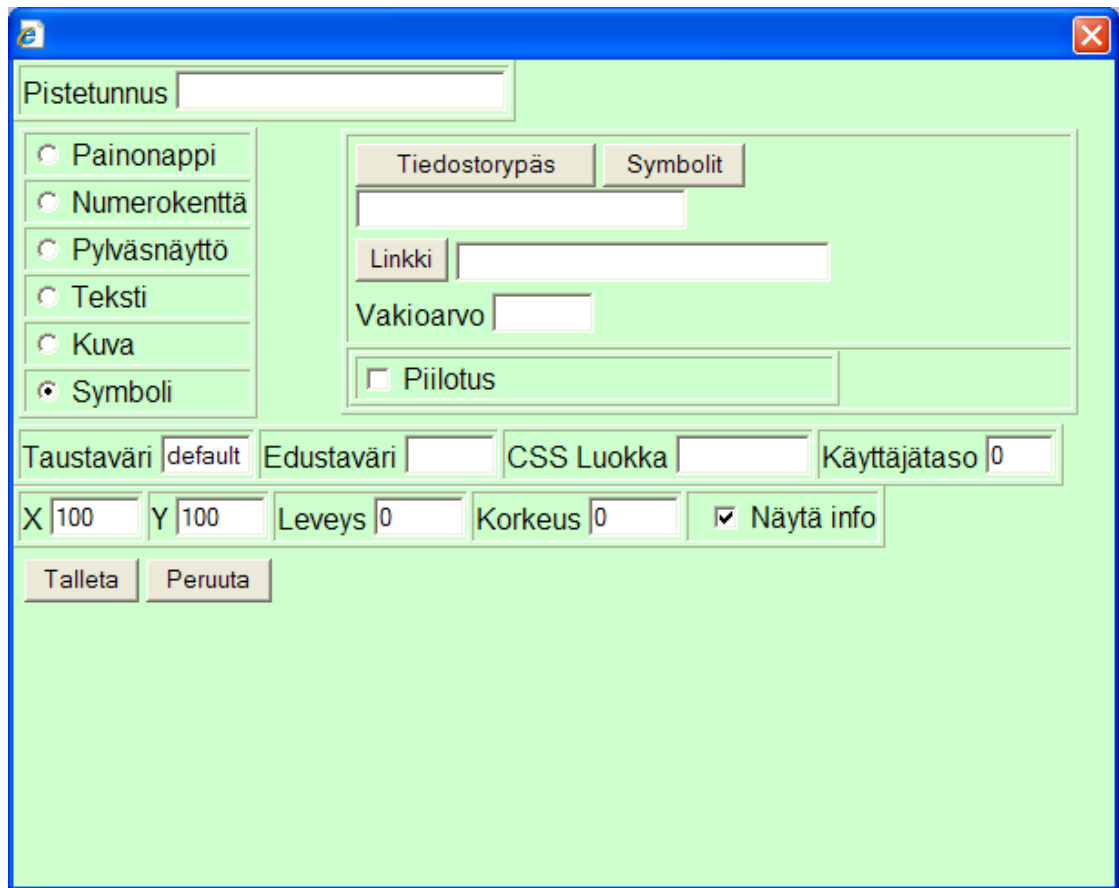 Pistetunnus
Painonappi
Numerokenttä
Pylväsnäyttö
Teksti
Kuva
Symboli
Tiedostorypäs Symbolit
Linkki
Vakioarvo
Piilotus
Taustaväri default Edustaväri CSS Luokka Käyttäjätaso 0
X 100 Y 100 Leveys 0 Korkeus 0 Näytä info
Talleta Peruuta